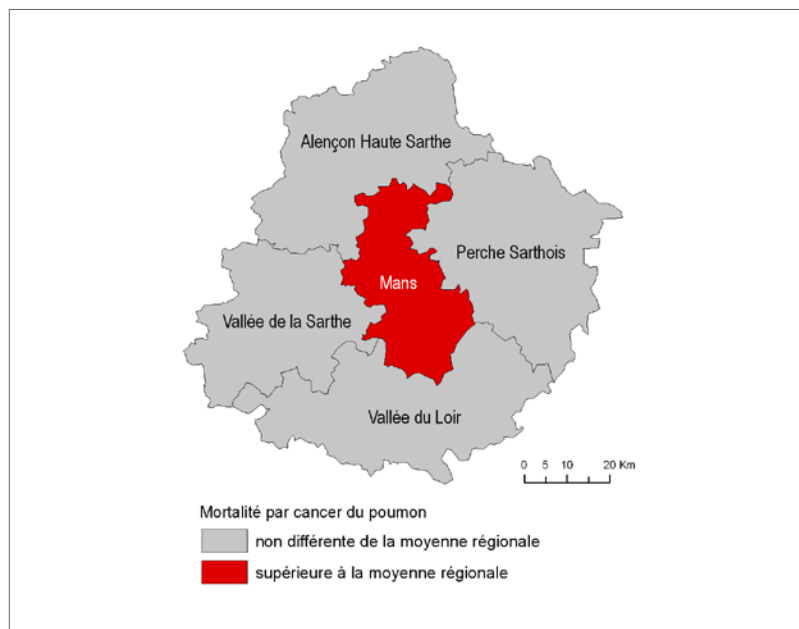 Alençon Haute Sarthe
Perche Sarthois
Mans
Vallée de la Sarthe
Vallée du Loir
0 5 10 20 Km
Mortalité par cancer du poumon
non différente de la moyenne régionale
supérieure à la moyenne régionale